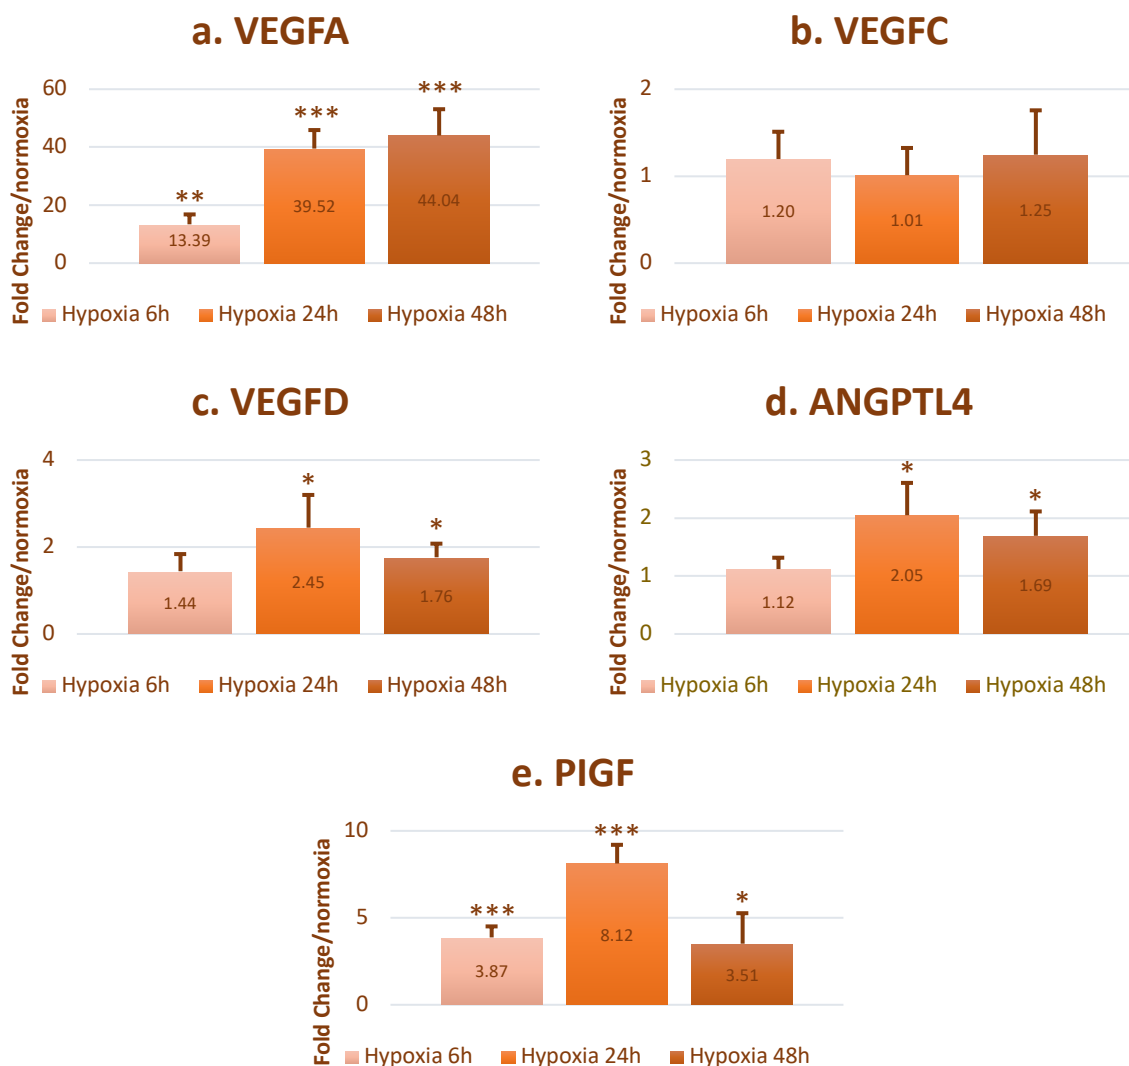 a. VEGFA
Fold Change/normoxia
60
40
20
0
**
***
***
13.39
39.52
44.04
Hypoxia 6h Hypoxia 24h Hypoxia 48h
b. VEGFC
Fold Change/normoxia
2
1
0
1.20
1.01
1.25
Hypoxia 6h Hypoxia 24h Hypoxia 48h
c. VEGFD
Fold Change/normoxia
4
2
0
*
*
1.44
2.45
1.76
Hypoxia 6h Hypoxia 24h Hypoxia 48h
d. ANGPTL4
Fold Change/normoxia
3
2
1
0
*
*
1.12
2.05
1.69
Hypoxia 6h Hypoxia 24h Hypoxia 48h
e. PIGF
Fold Change/normoxia
10
5
0
***
***
*
3.87
8.12
3.51
Hypoxia 6h Hypoxia 24h Hypoxia 48h